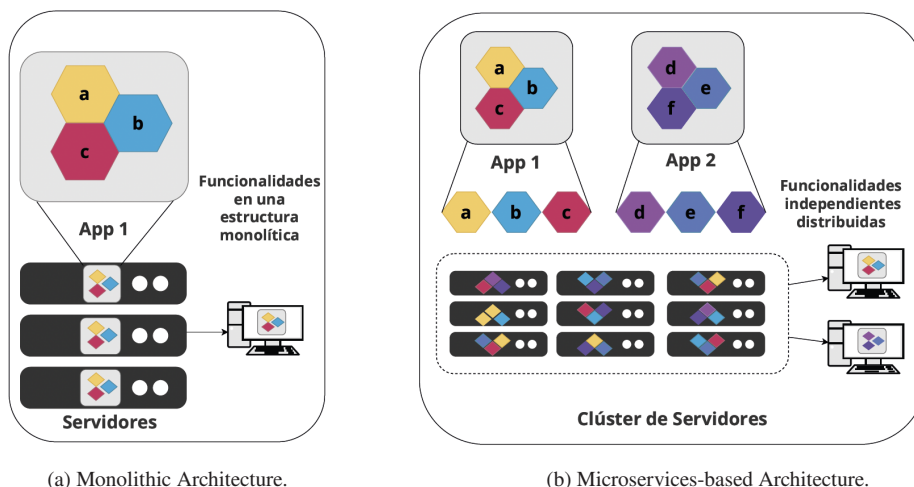 a
b
c
App 1
Funcionalidades
en una
estructura
monolítica
Servidores
(a) Monolithic Architecture.
a
b
c
App 1
d
e
f
App 2
a b c
d e f
Funcionalidades
independientes
distribuidas
Clúster de Servidores
(b) Microservices-based Architecture.